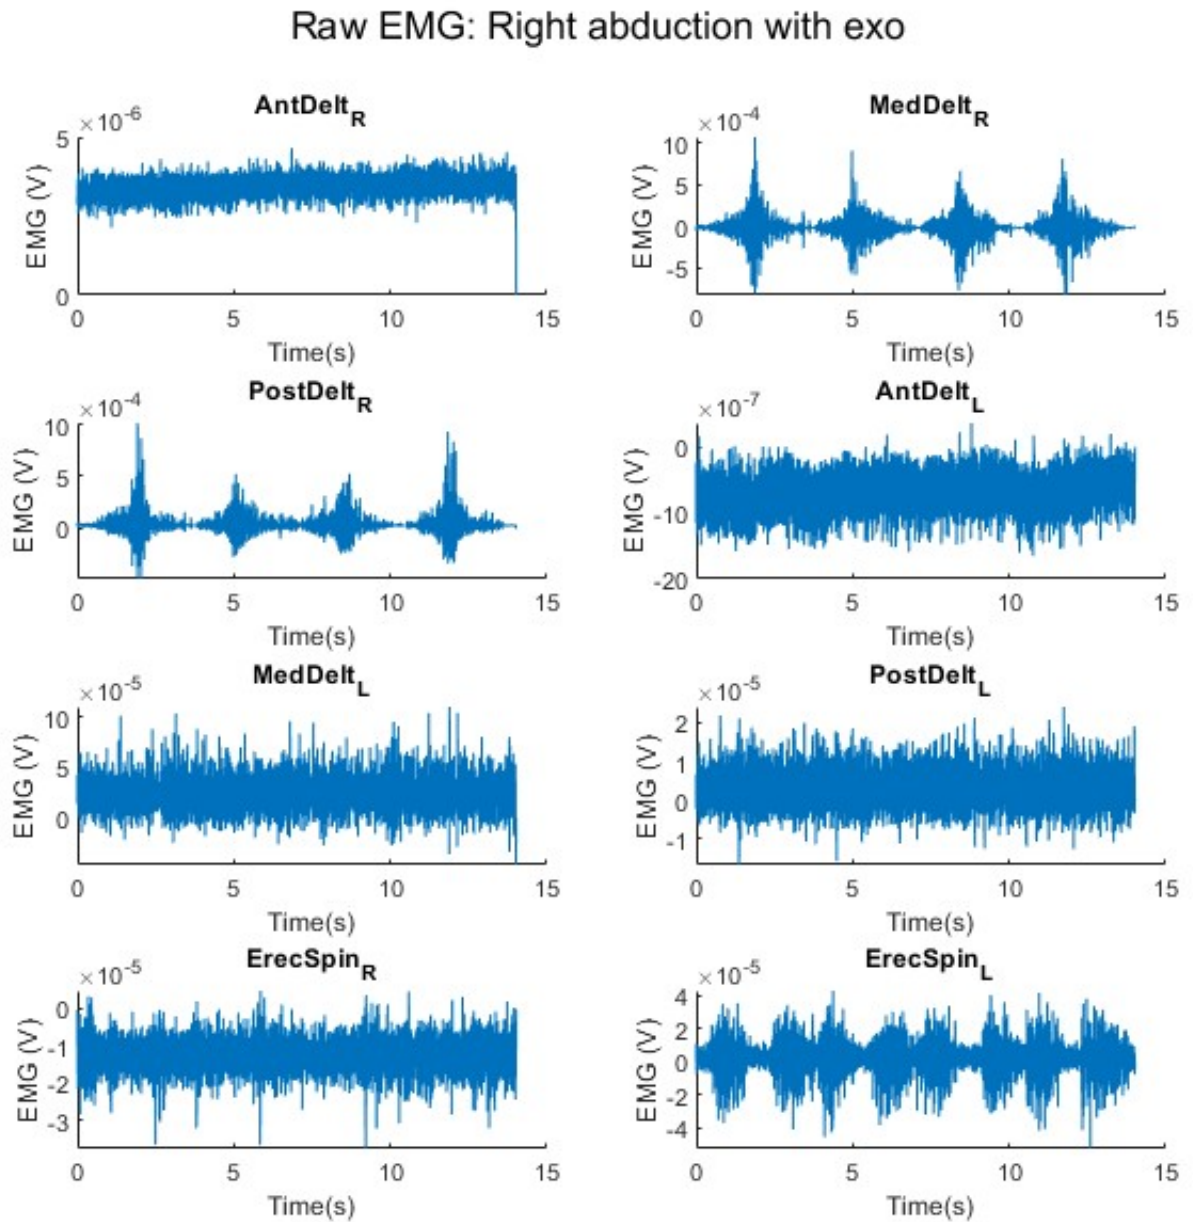 Raw EMG: Right abduction with exo
AntDelt_R
×10^-6
EMG (V)
5
0
0 5 10 15
Time(s)
MedDelt_R
×10^-4
EMG (V)
10
5
0
-5
0 5 10 15
Time(s)
PostDelt_R
×10^-4
EMG (V)
10
5
0
0 5 10 15
Time(s)
AntDelt_L
×10^-7
EMG (V)
0
-10
-20
0 5 10 15
Time(s)
MedDelt_L
×10^-5
EMG (V)
10
5
0
0 5 10 15
Time(s)
PostDelt_L
×10^-5
EMG (V)
2
1
0
-1
0 5 10 15
Time(s)
ErecSpin_R
×10^-5
EMG (V)
0
-1
-2
-3
0 5 10 15
Time(s)
ErecSpin_L
×10^-5
EMG (V)
4
2
0
-2
-4
0 5 10 15
Time(s)